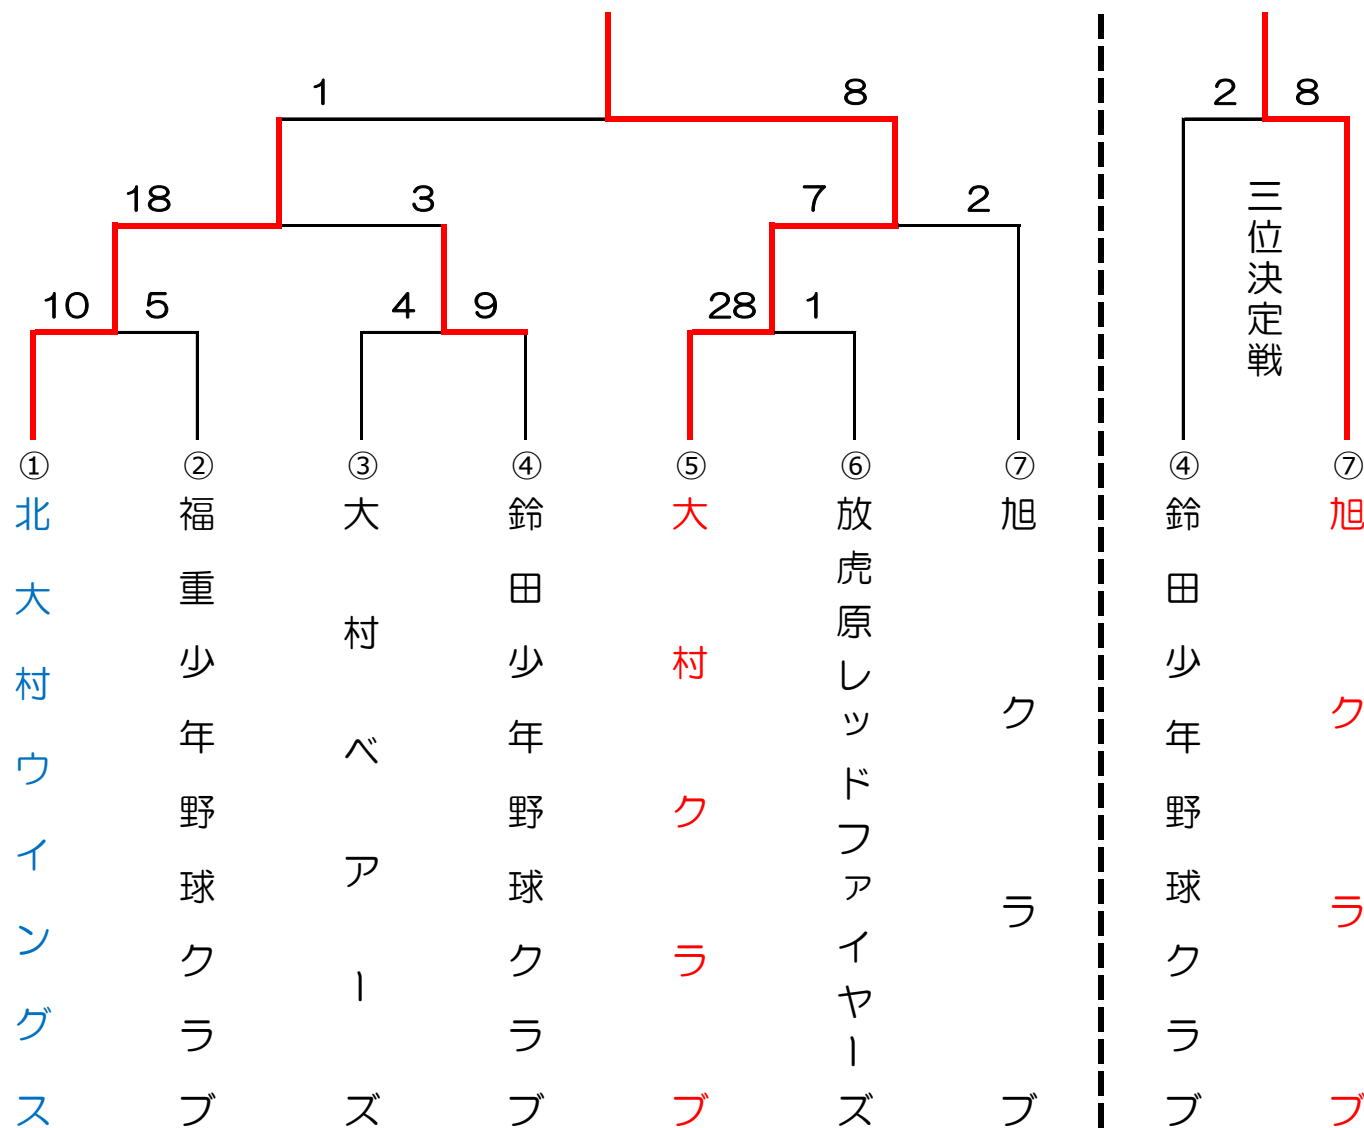 1 8 2 8
18 3 7 2
10 5 4 9 28 1
三位決定戦
① ② ③ ④ ⑤ ⑥ ⑦ ④ ⑦
北大村ウイングス
福重少年野球クラブ
大村ベアーズ
鈴田少年野球クラブ
大村クラブ
放虎原レッドファイヤーズ
旭クラブ
鈴田少年野球クラブ
旭クラブ